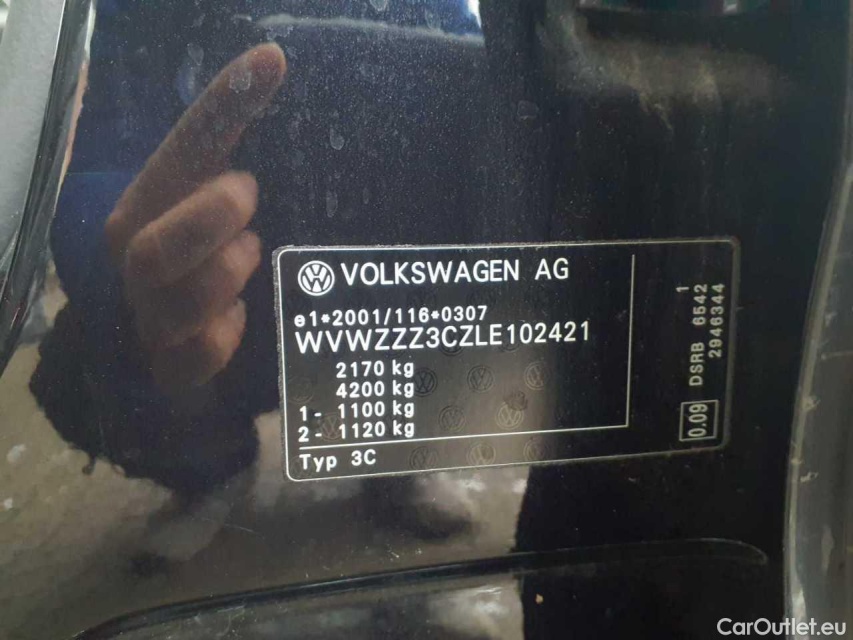 VOLKSWAGEN AG
e1*2001/116*0307
WVWZZZ3CZLE102421
2170 kg
4200 kg
1- 1100 kg
2- 1120 kg
Typ 3C
1
DSRB 6542
2946344
0.09
CarOutlet.eu